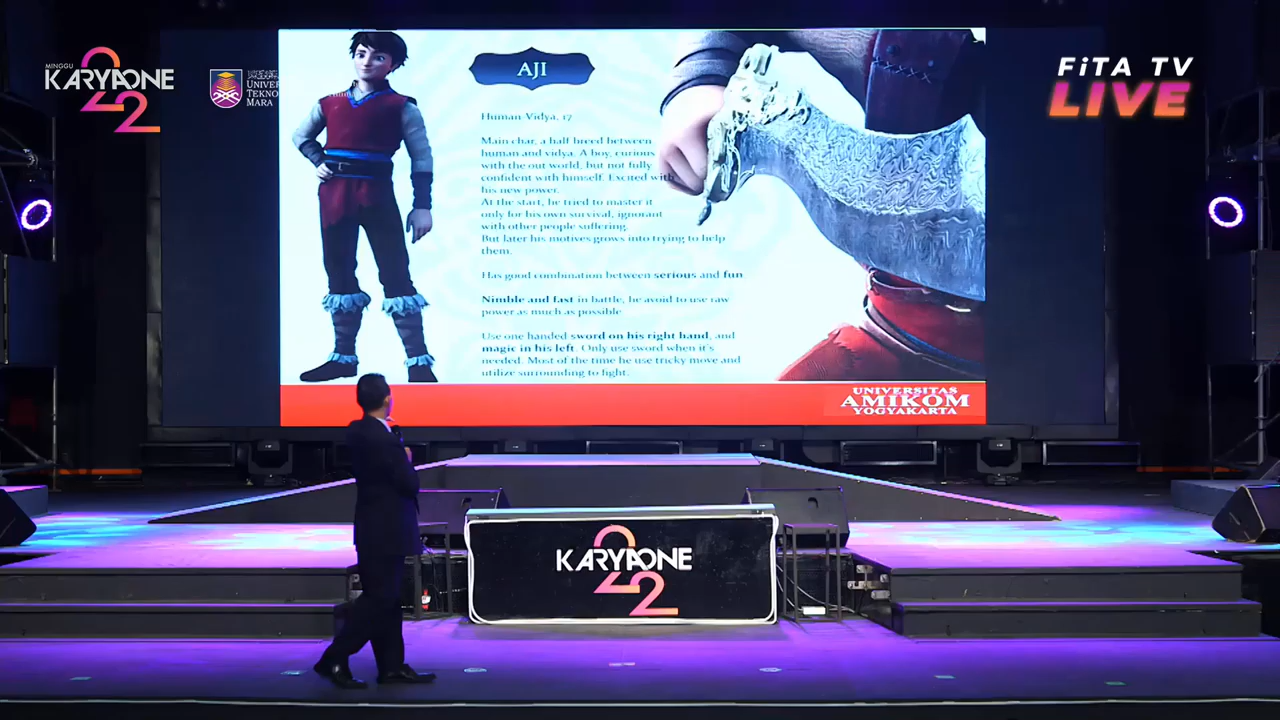 MINGGU
KARYAONE
22
UNIVER
TEKNO
MARA
FiTA TV
LIVE
AJI
Human Vidya, 17
Main char, a half breed between
human and vidya. A boy, curious
with the out world, but not fully
confident with himself. Excited with
his new power.
At the start, he tried to master it
only for his own survival, ignorant
with other people suffering.
But later his motives grows into trying to help
them.
Has good combination between serious and fun
Nimble and fast in battle, he avoid to use raw
power as much as possible
Use one handed sword on his right hand, and
magic in his left. Only use sword when it's
needed. Most of the time he use tricky move and
utilize surrounding to fight.
UNIVERSITAS
AMIKOM
YOGYAKARTA
KARYAONE
22